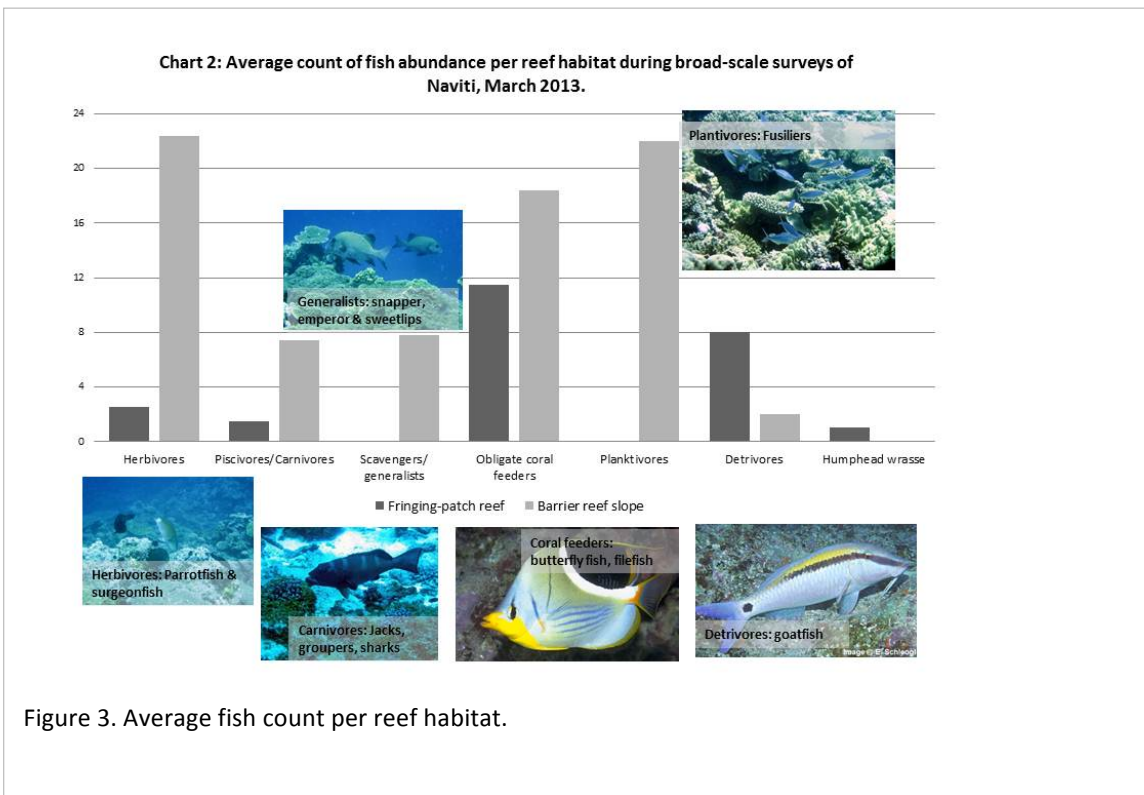 Chart 2: Average count of fish abundance per reef habitat during broad-scale surveys of
Naviti, March 2013.
24
20
16
12
8
4
0
Plantivores: Fusiliers
Generalists: snapper,
emperor & sweetlips
Herbivores
Piscivores/Carnivores
Scavengers/
generalists
Obligate coral
feeders
Planktivores
Detrivores
Humphead wrasse
Fringing-patch reef
Barrier reef slope
Herbivores: Parrotfish &
surgeonfish
Carnivores: Jacks,
groupers, sharks
Coral feeders:
butterfly fish, filefish
Detrivores: goatfish
Figure 3. Average fish count per reef habitat.